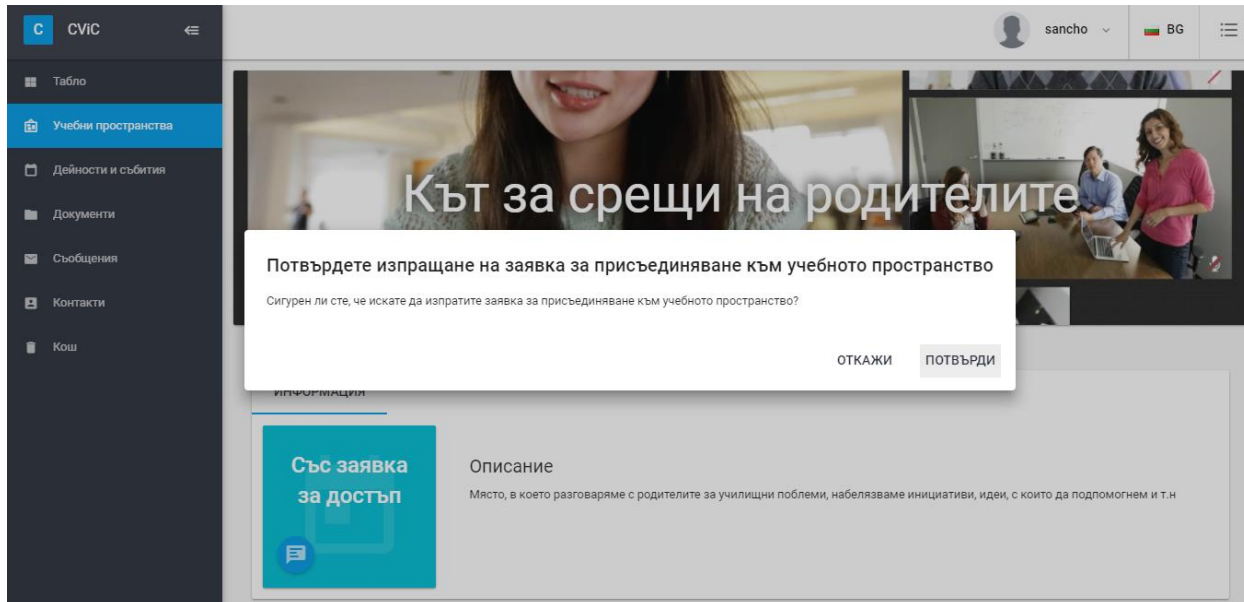 C CViC
sancho
BG
Табло
Учебни пространства
Дейности и събития
Документи
Съобщения
Контакти
Кош
Кът за срещи на родителите
Потвърдете изпращане на заявка за присъединяване към учебното пространство
Сигурен ли сте, че искате да изпратите заявка за присъединяване към учебното пространство?
ОТКАЖИ ПОТВЪРДИ
ИНФОРМАЦИЯ
Със заявка
за достъп
Описание
Място, в което разговаряме с родителите за училищни поблеми, набелязваме инициативи, идеи, с които да подпомогнем и т.н